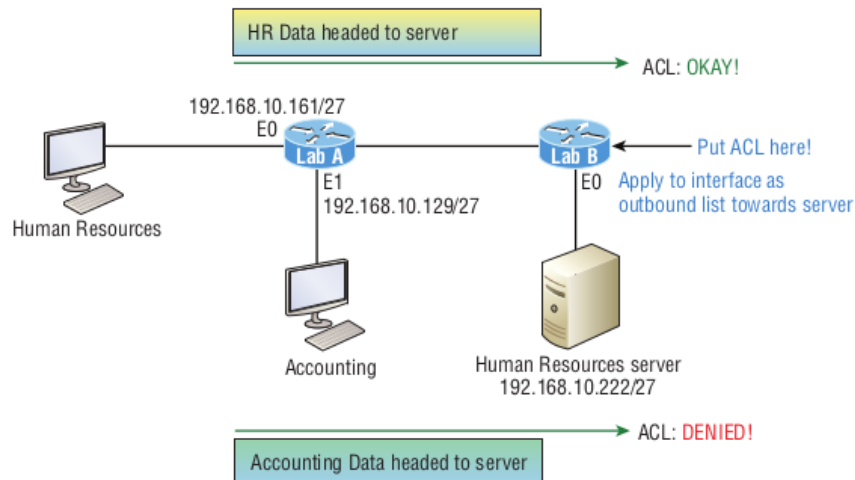 HR Data headed to server
ACL: OKAY!
192.168.10.161/27
E0
Lab A
Lab B
Put ACL here!
E1
192.168.10.129/27
E0
Apply to interface as
outbound list towards server
Human Resources
Accounting
Human Resources server
192.168.10.222/27
ACL: DENIED!
Accounting Data headed to server